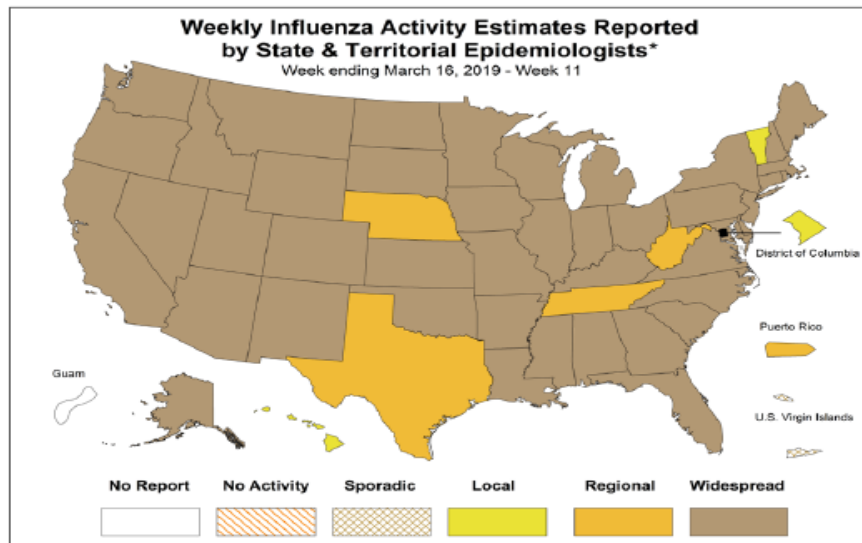 Weekly Influenza Activity Estimates Reported
by State & Territorial Epidemiologists*
Week ending March 16, 2019 - Week 11
District of Columbia
Puerto Rico
Guam
U.S. Virgin Islands
No Report No Activity Sporadic Local Regional Widespread